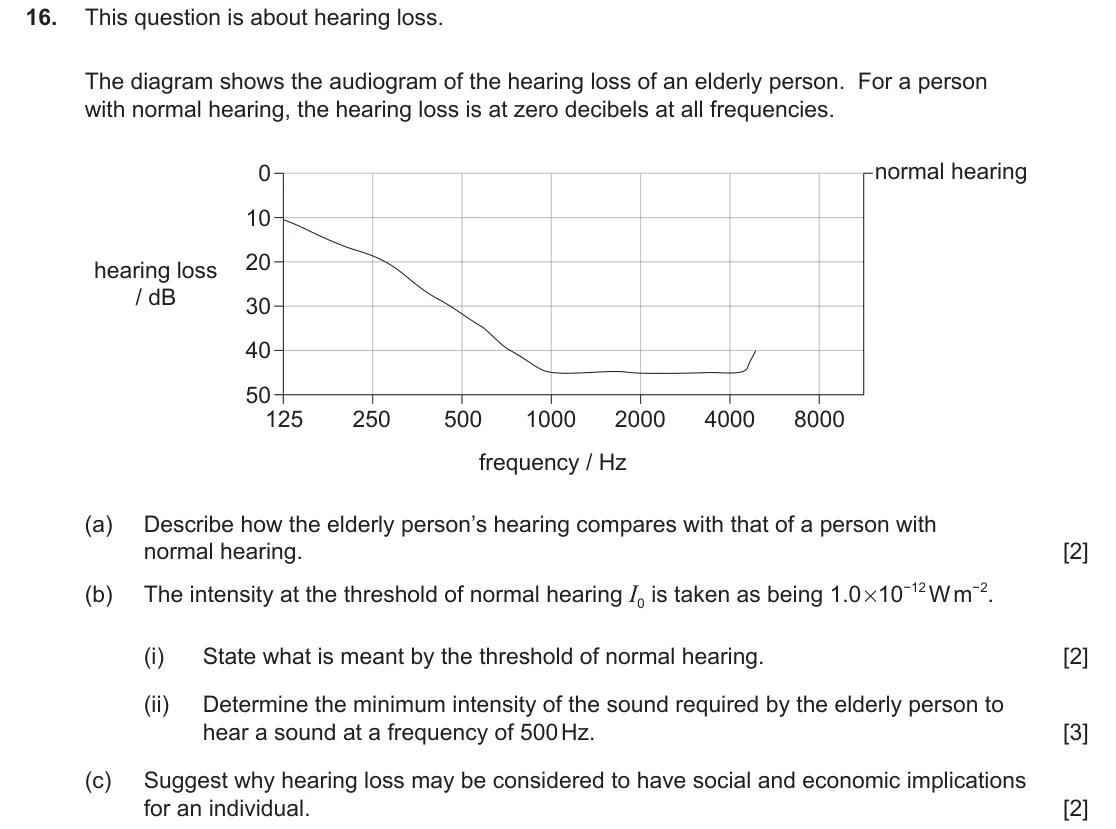 16. This question is about hearing loss.
The diagram shows the audiogram of the hearing loss of an elderly person. For a person
with normal hearing, the hearing loss is at zero decibels at all frequencies.
normal hearing
hearing loss
/ dB
0
10
20
30
40
50
125 250 500 1000 2000 4000 8000
frequency / Hz
(a) Describe how the elderly person's hearing compares with that of a person with
normal hearing. [2]
(b) The intensity at the threshold of normal hearing I₀ is taken as being 1.0×10⁻¹² W m⁻².
(i) State what is meant by the threshold of normal hearing. [2]
(ii) Determine the minimum intensity of the sound required by the elderly person to
hear a sound at a frequency of 500 Hz. [3]
(c) Suggest why hearing loss may be considered to have social and economic implications
for an individual. [2]